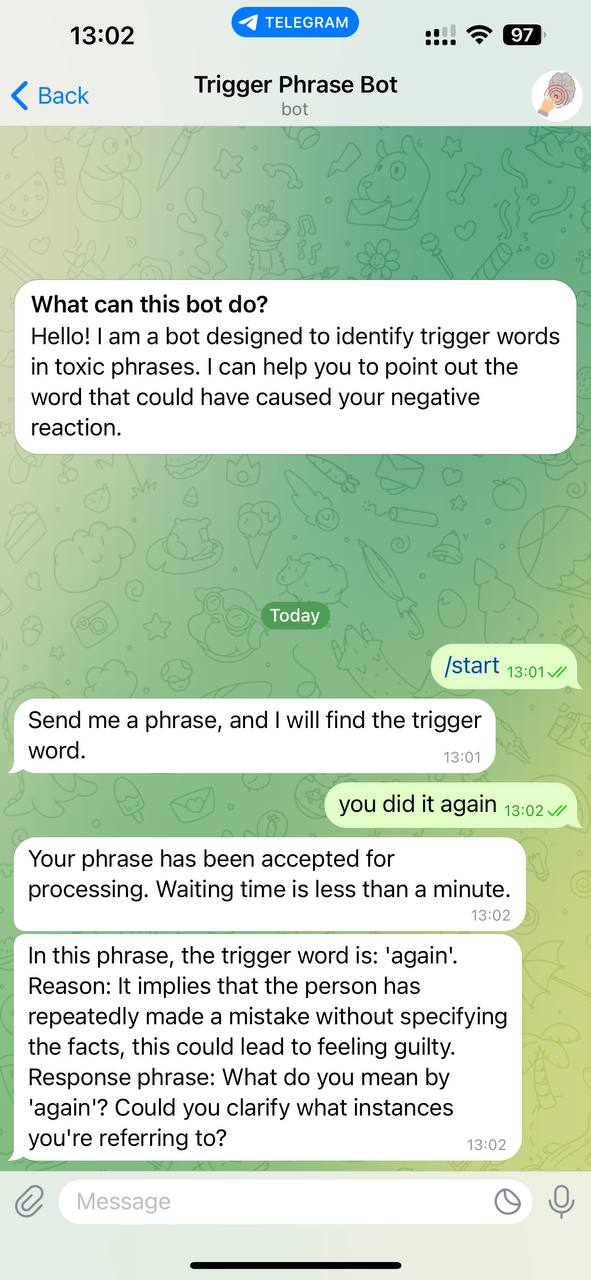 13:02
TELEGRAM
97
Back
Trigger Phrase Bot
bot
What can this bot do?
Hello! I am a bot designed to identify trigger words
in toxic phrases. I can help you to point out the
word that could have caused your negative
reaction.
Today
/start 13:01
Send me a phrase, and I will find the trigger
word.
13:01
you did it again 13:02
Your phrase has been accepted for
processing. Waiting time is less than a minute.
13:02
In this phrase, the trigger word is: 'again'.
Reason: It implies that the person has
repeatedly made a mistake without specifying
the facts, this could lead to feeling guilty.
Response phrase: What do you mean by
'again'? Could you clarify what instances
you're referring to?
13:02
Message